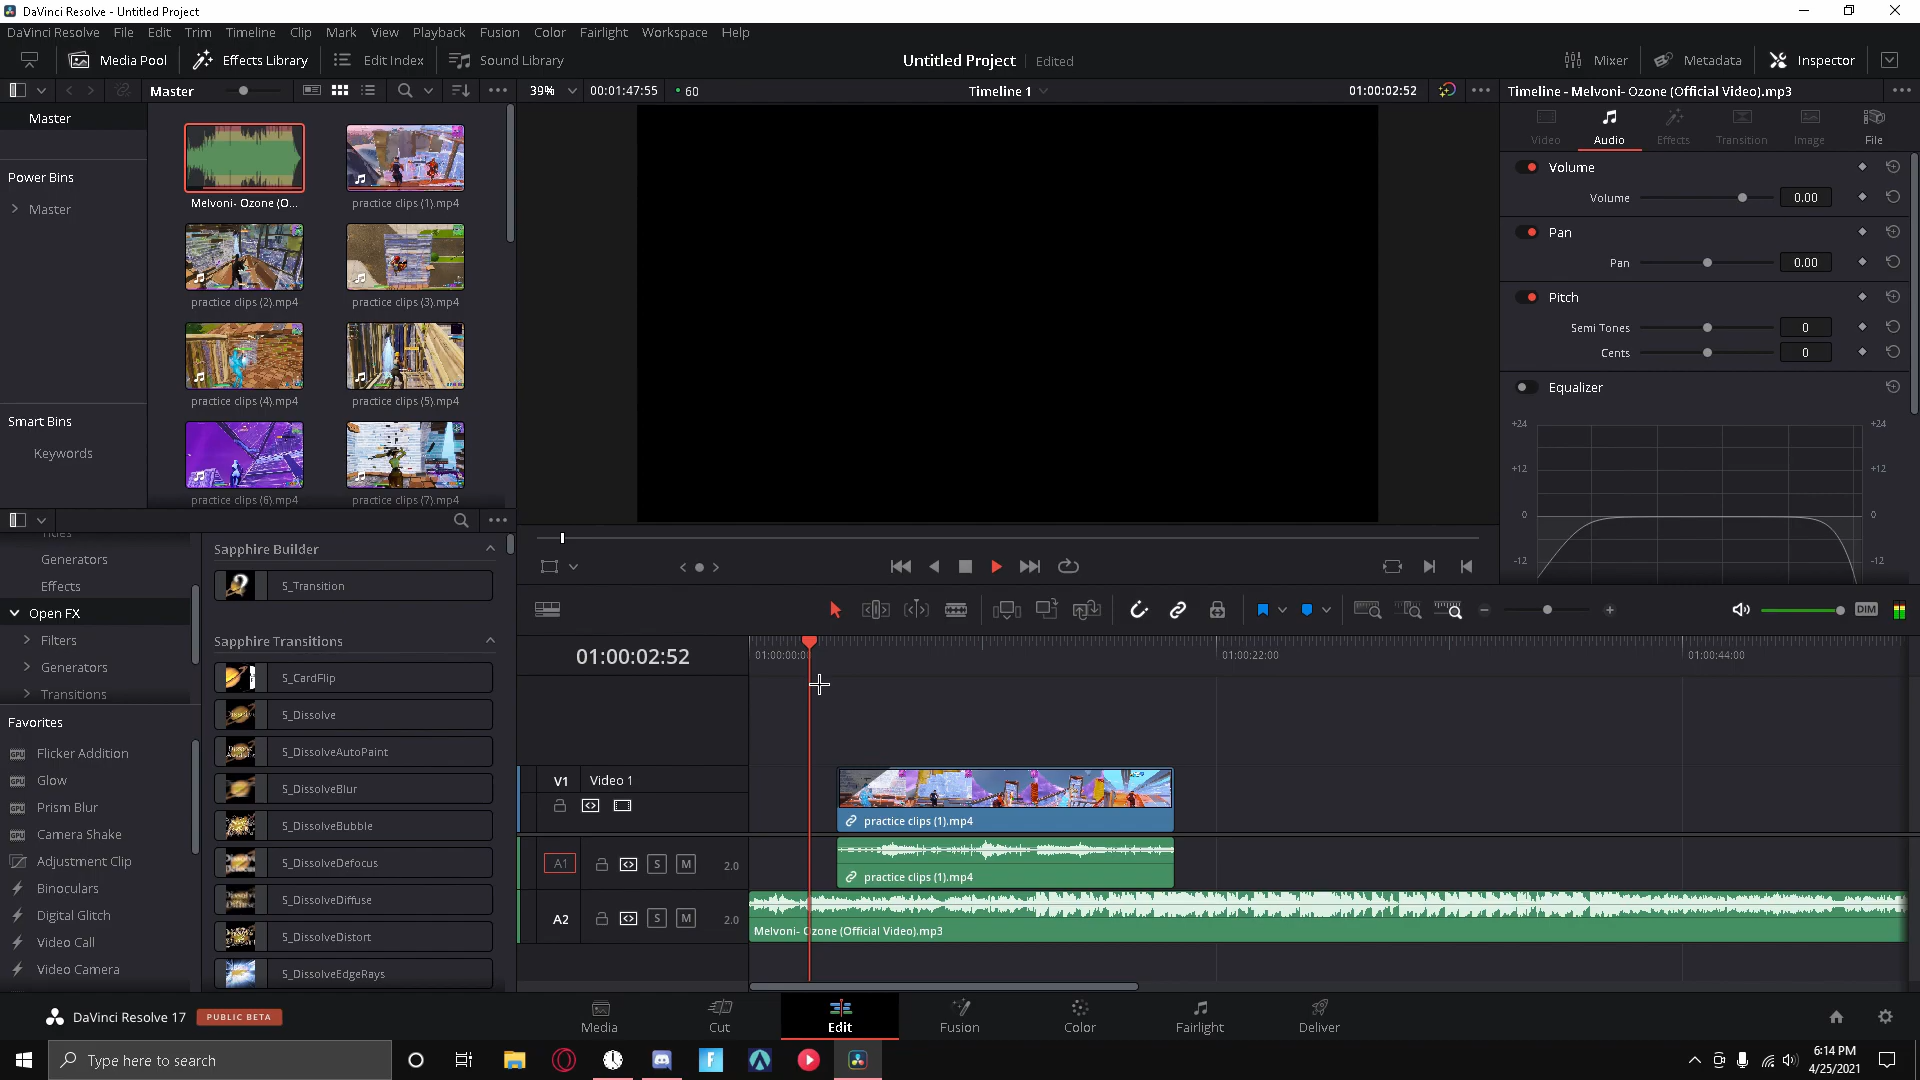 DaVinci Resolve - Untitled Project
DaVinci Resolve File Edit Trim Timeline Clip Mark View Playback Fusion Color Fairlight Workspace Help
Media Pool Effects Library Edit Index Sound Library Untitled Project Edited Mixer Metadata Inspector
Master 39% 00:01:47:55 60 Timeline 1 01:00:02:52 Timeline - Melvoni- Ozone (Official Video).mp3
Master
Video Audio Effects Transition Image File
Power Bins
Master
Smart Bins
Keywords
Melvoni- Ozone (O...
practice clips (1).mp4
practice clips (2).mp4
practice clips (3).mp4
practice clips (4).mp4
practice clips (5).mp4
practice clips (6).mp4
practice clips (7).mp4
Volume
Volume 0.00
Pan
Pan 0.00
Pitch
Semi Tones 0
Cents 0
Equalizer
+24 +24
+12 +12
0 0
-12 -12
Titles
Generators
Effects
Open FX
Filters
Generators
Transitions
Favorites
Flicker Addition
Glow
Prism Blur
Camera Shake
Adjustment Clip
Binoculars
Digital Glitch
Video Call
Video Camera
Sapphire Builder
S_Transition
Sapphire Transitions
S_CardFlip
S_Dissolve
S_DissolveAutoPaint
S_DissolveBlur
S_DissolveBubble
S_DissolveDefocus
S_DissolveDiffuse
S_DissolveDistort
S_DissolveEdgeRays
DIM
01:00:02:52
01:00:00:0 01:00:22:00 01:00:44:00
V1 Video 1
practice clips (1).mp4
A1 S M 2.0
practice clips (1).mp4
A2 S M 2.0
Melvoni- Ozone (Official Video).mp3
DaVinci Resolve 17 PUBLIC BETA
Media Cut Edit Fusion Color Fairlight Deliver
Type here to search
6:14 PM
4/25/2021